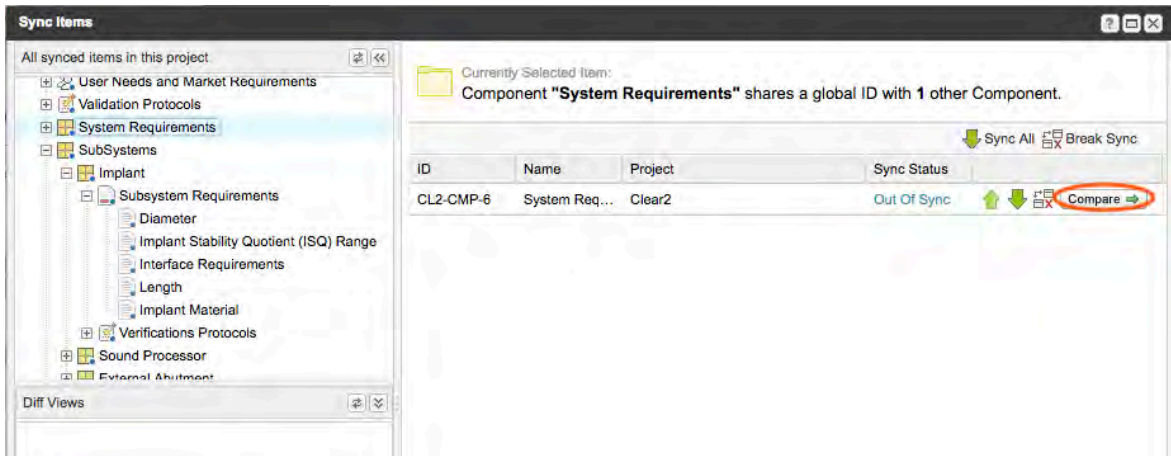 Sync Items
All synced items in this project
User Needs and Market Requirements
Validation Protocols
System Requirements
SubSystems
Implant
Subsystem Requirements
Diameter
Implant Stability Quotient (ISQ) Range
Interface Requirements
Length
Implant Material
Verifications Protocols
Sound Processor
External Abutment
Diff Views
Currently Selected Item:
Component "System Requirements" shares a global ID with 1 other Component.
Sync All Break Sync
ID Name Project Sync Status
CL2-CMP-6 System Req... Clear2 Out Of Sync Compare